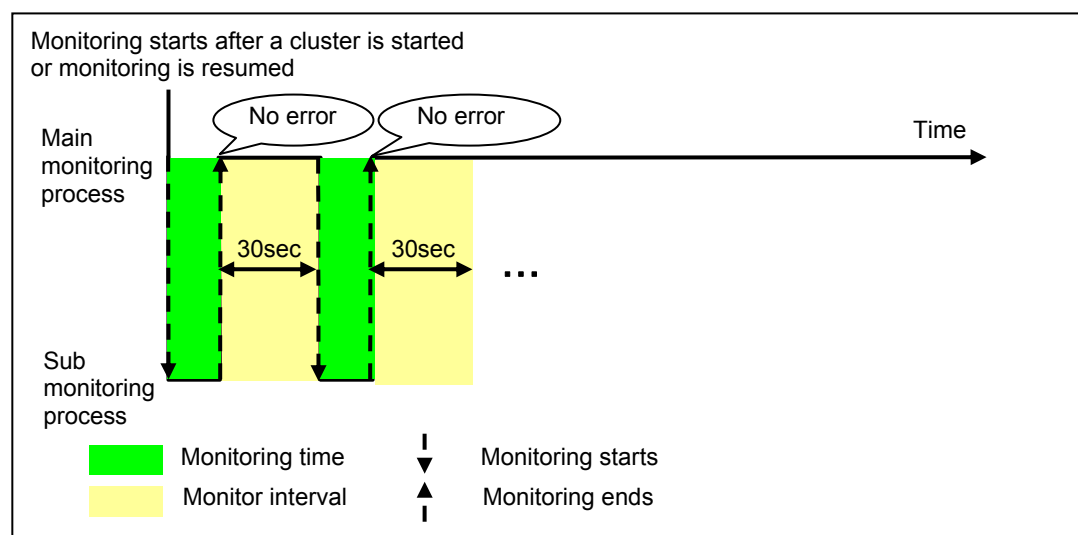 Monitoring starts after a cluster is started
or monitoring is resumed
No error
No error
Time
Main
monitoring
process
30sec
30sec
...
Sub
monitoring
process
Monitoring time
Monitoring starts
Monitor interval
Monitoring ends